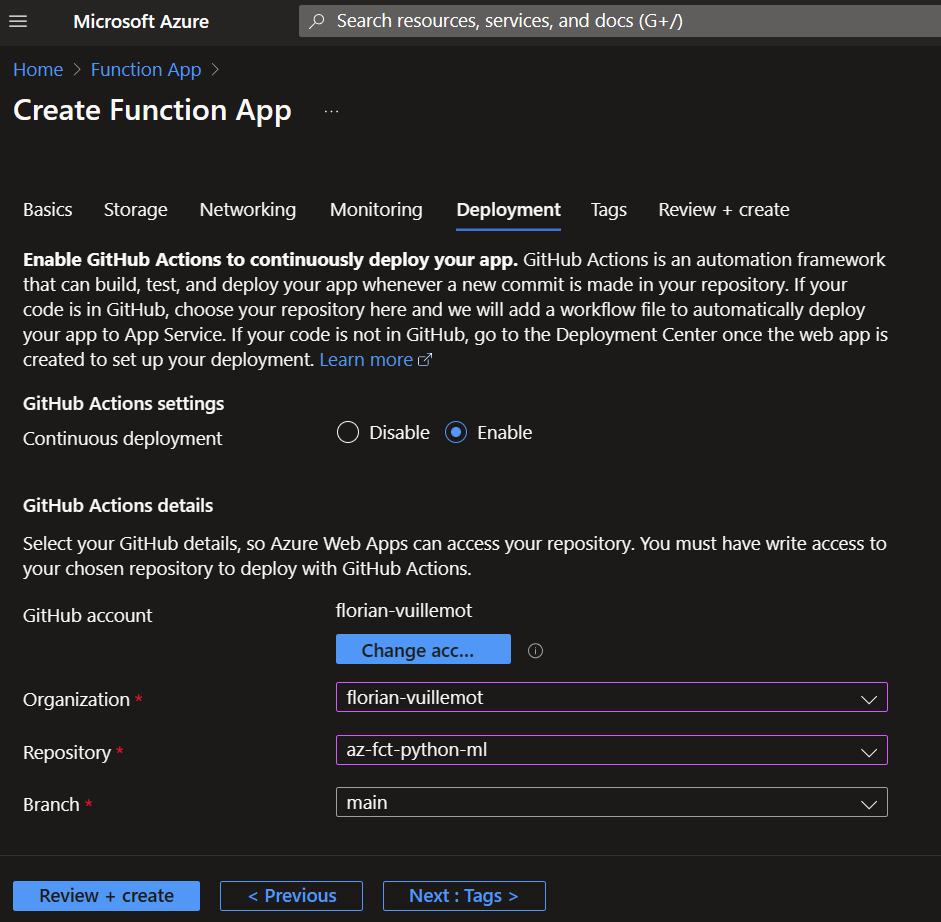 Microsoft Azure
Search resources, services, and docs (G+/)
Home > Function App >
Create Function App ...
Basics Storage Networking Monitoring Deployment Tags Review + create
Enable GitHub Actions to continuously deploy your app. GitHub Actions is an automation framework
that can build, test, and deploy your app whenever a new commit is made in your repository. If your
code is in GitHub, choose your repository here and we will add a workflow file to automatically deploy
your app to App Service. If your code is not in GitHub, go to the Deployment Center once the web app is
created to set up your deployment. Learn more
GitHub Actions settings
Continuous deployment Disable Enable
GitHub Actions details
Select your GitHub details, so Azure Web Apps can access your repository. You must have write access to
your chosen repository to deploy with GitHub Actions.
GitHub account florian-vuillemot
Change acc...
Organization * florian-vuillemot
Repository * az-fct-python-ml
Branch * main
Review + create < Previous Next : Tags >